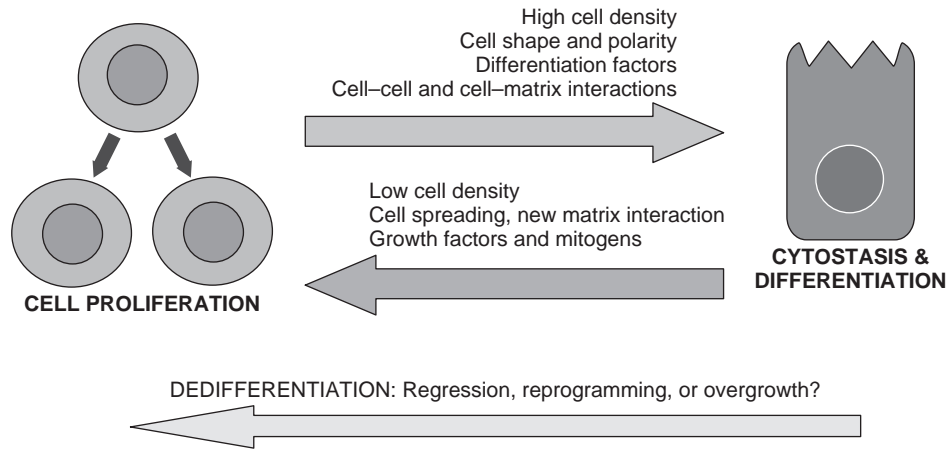 High cell density
Cell shape and polarity
Differentiation factors
Cell–cell and cell–matrix interactions
Low cell density
Cell spreading, new matrix interaction
Growth factors and mitogens
CELL PROLIFERATION
CYTOSTASIS &
DIFFERENTIATION
DEDIFFERENTIATION: Regression, reprogramming, or overgrowth?